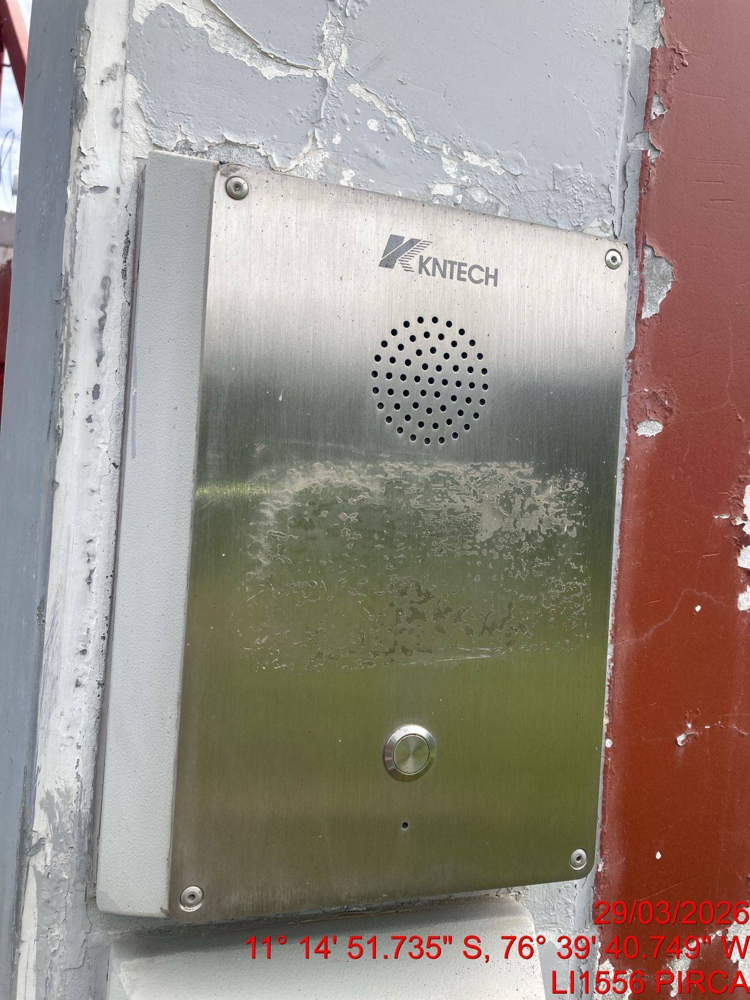 KNTECH
29/03/2026
11° 14' 51.735" S, 76° 39' 40.749" W
LI1556 PIRCA